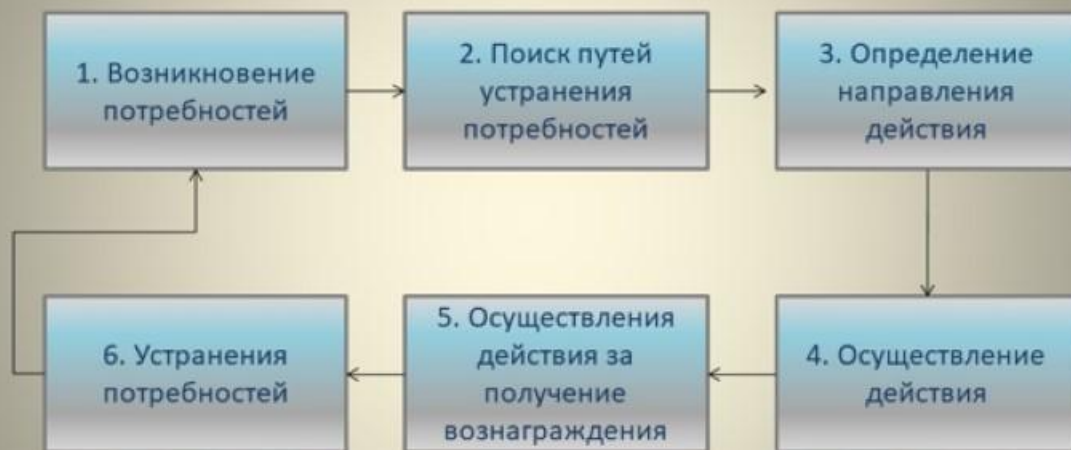 1. Возникновение
потребностей
2. Поиск путей
устранения
потребностей
3. Определение
направления
действия
4. Осуществление
действия
5. Осуществления
действия за
получение
вознаграждения
6. Устранения
потребностей